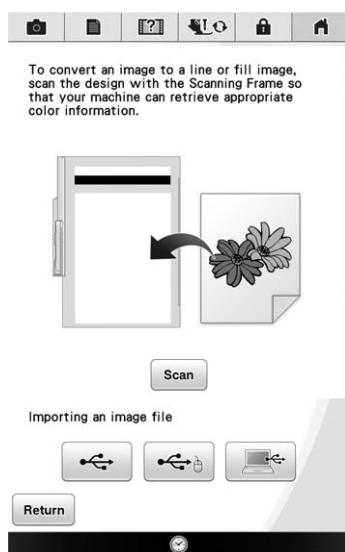 To convert an image to a line or fill image,
scan the design with the Scanning Frame so
that your machine can retrieve appropriate
color information.
Scan
Importing an image file
Return